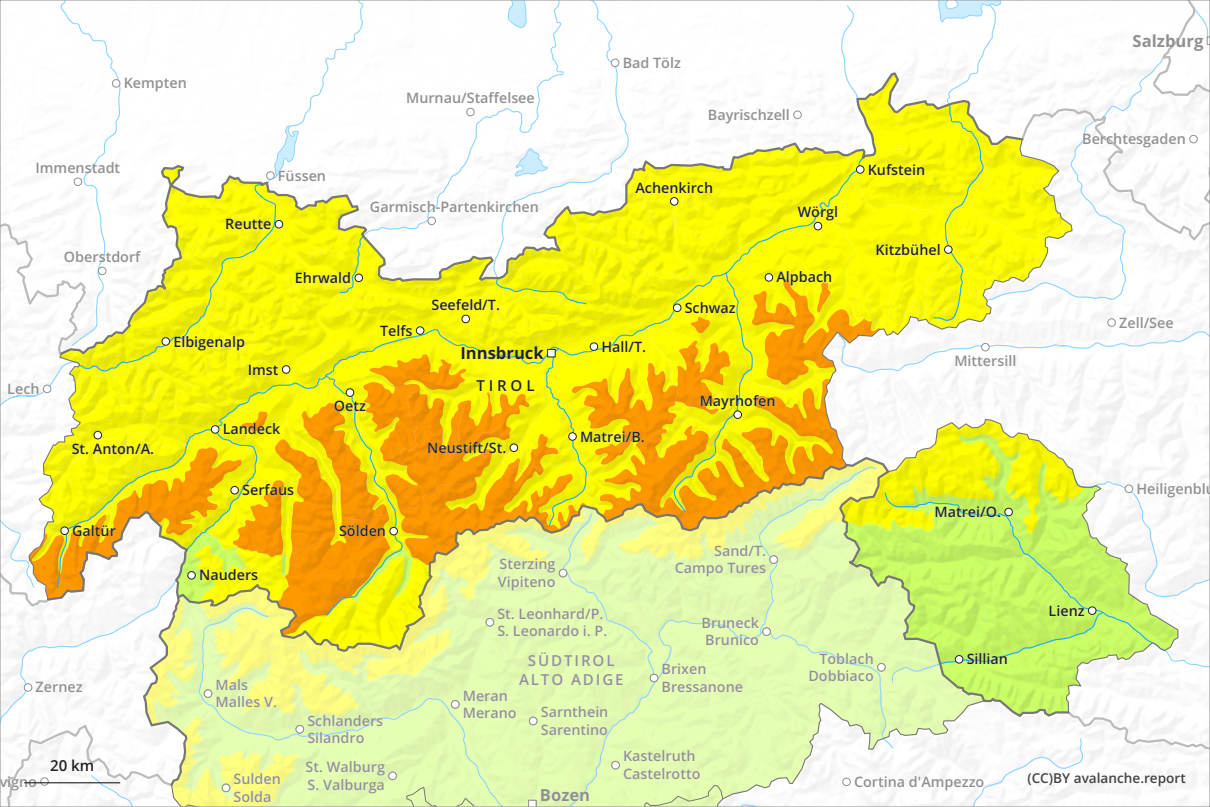 Salzburg
Bad Tölz
Kempten
Murnau/Staffelsee
Bayrischzell
Berchtesgaden
Immenstadt
Füssen
Kufstein
Achenkirch
Garmisch-Partenkirchen
Wörgl
Reutte
Kitzbühel
Oberstdorf
Ehrwald
Alpbach
Seefeld/T.
Schwaz
Telfs
Zell/See
Elbigenalp
Innsbruck
Hall/T.
Mittersill
Imst
TIROL
Lech
Oetz
Mayrhofen
Landeck
Matrei/B.
St. Anton/A.
Neustift/St.
Serfaus
Matrei/O.
Galtür
Sölden
Sand/T.
Campo Tures
Sterzing
Vipiteno
Nauders
Lienz
St. Leonhard/P.
S. Leonardo i. P.
Bruneck
Brunico
SÜDTIROL
ALTO ADIGE
Toblach
Dobbiaco
Sillian
Brixen
Bressanone
Zernez
Mals
Malles V.
Meran
Merano
Sarnthein
Sarentino
Schlanders
Silandro
Kastelruth
Castelrotto
20 km
St. Walburg
S. Valburga
Sulden
Solda
Cortina d'Ampezzo
(CC)BY avalanche.report
Bozen